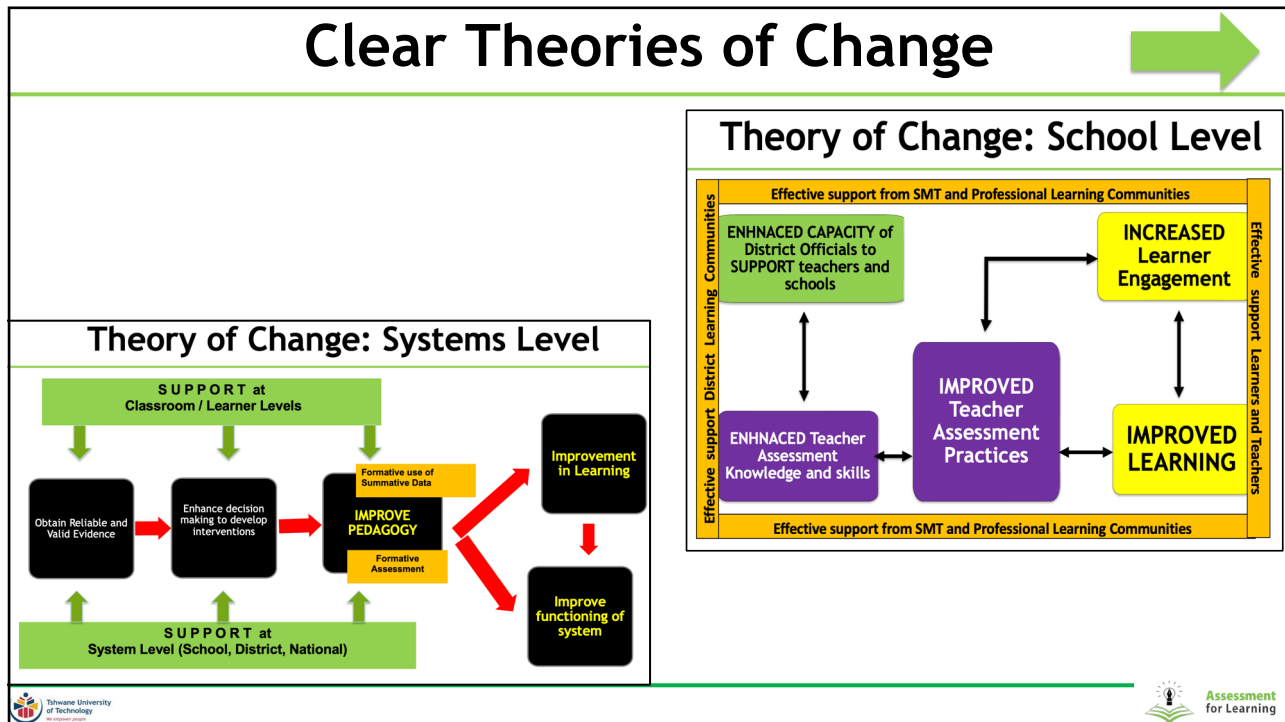 Clear Theories of Change
Theory of Change: Systems Level
S U P P O R T at
Classroom / Learner Levels
Obtain Reliable and
Valid Evidence
Enhance decision
making to develop
interventions
Formative use of
Summative Data
IMPROVE
PEDAGOGY
Formative
Assessment
Improvement
in Learning
Improve
functioning of
system
S U P P O R T at
System Level (School, District, National)
Theory of Change: School Level
Effective support from SMT and Professional Learning Communities
Effective support District Learning Communities
ENHNACED CAPACITY of
District Officials to
SUPPORT teachers and
schools
INCREASED
Learner
Engagement
ENHNACED Teacher
Assessment
Knowledge and skills
IMPROVED
Teacher
Assessment
Practices
IMPROVED
LEARNING
Effective support Learners and Teachers
Effective support from SMT and Professional Learning Communities
Tshwane University
of Technology
We empower people
Assessment
for Learning